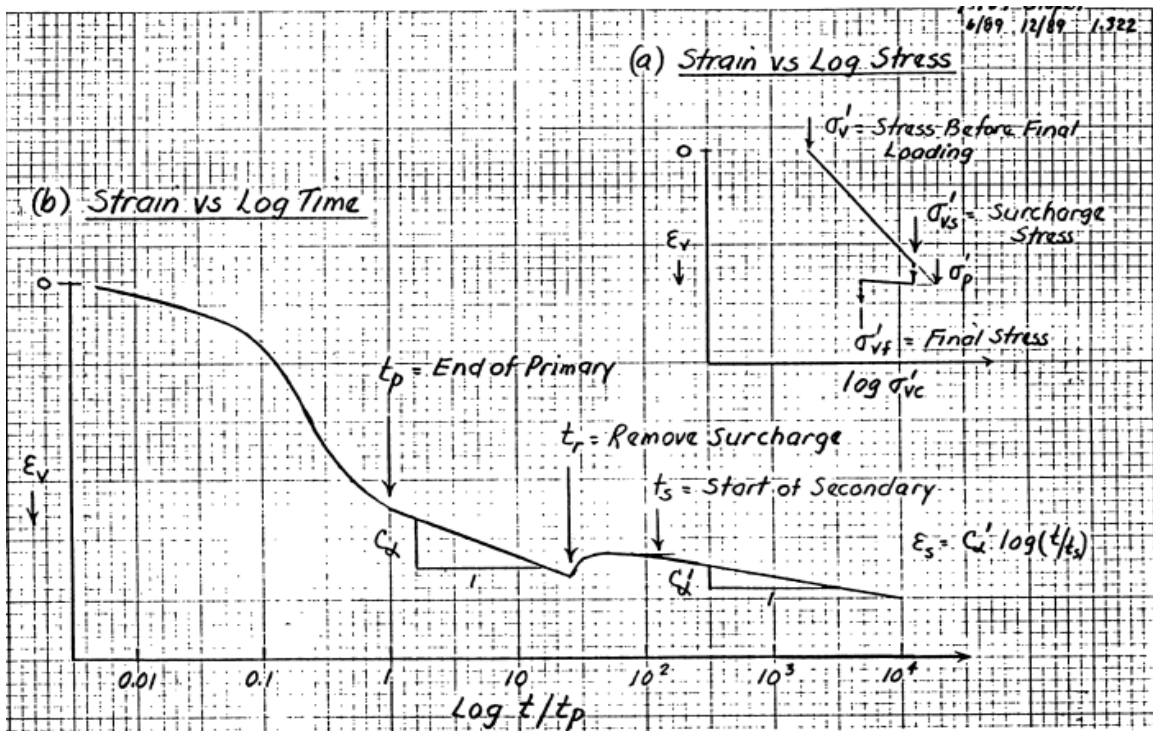 6/89 12/89 1.322
(a) Strain vs Log Stress
σ'v = Stress Before Final
Loading
0
σ'vs = Surcharge
Stress
εv
σ'p
σ'vf = Final Stress
log σ'vc
(b) Strain vs Log Time
0
tp = End of Primary
tr = Remove Surcharge
ts = Start of Secondary
εv
Cα
1
Cα'
1
εs = Cα' log(t/ts)
0.01 0.1 1 10 10² 10³ 10⁴
Log t/tp